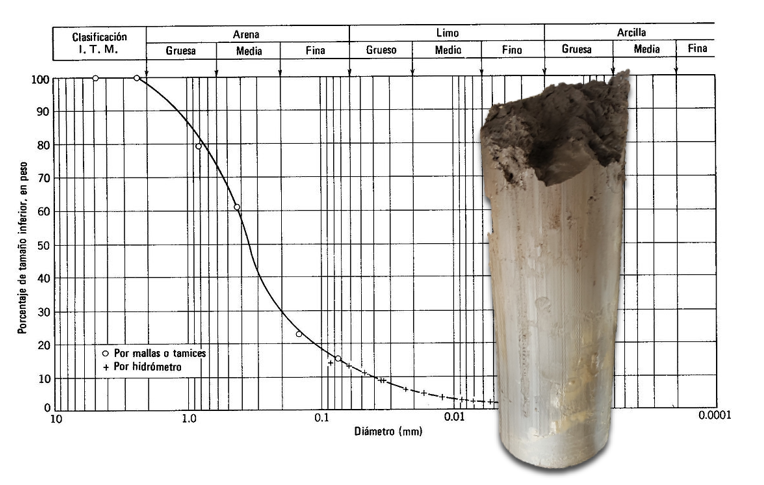 Clasificación
I. T. M.
Arena
Limo
Arcilla
Gruesa
Media
Fina
Grueso
Medio
Fino
Gruesa
Media
Fina
Porcentaje de tamaño inferior, en peso
100
90
80
70
60
50
40
30
20
10
0
Por mallas o tamices
Por hidrómetro
10
1.0
0.1
0.01
0.0001
Diámetro (mm)